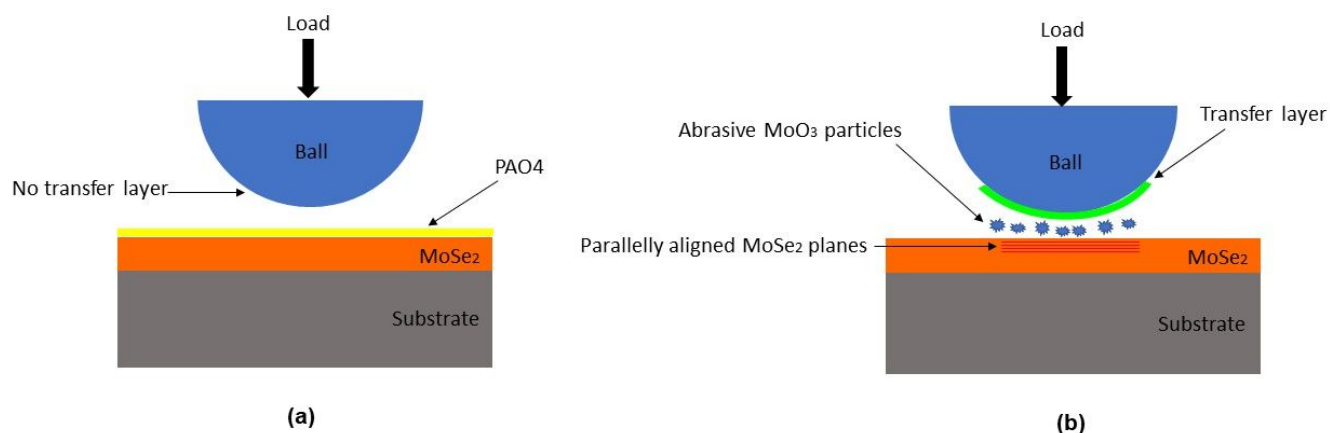 Load
Ball
No transfer layer
PAO4
MoSe₂
Substrate
(a)
Load
Transfer layer
Abrasive MoO₃ particles
Ball
Parallelly aligned MoSe₂ planes
MoSe₂
Substrate
(b)